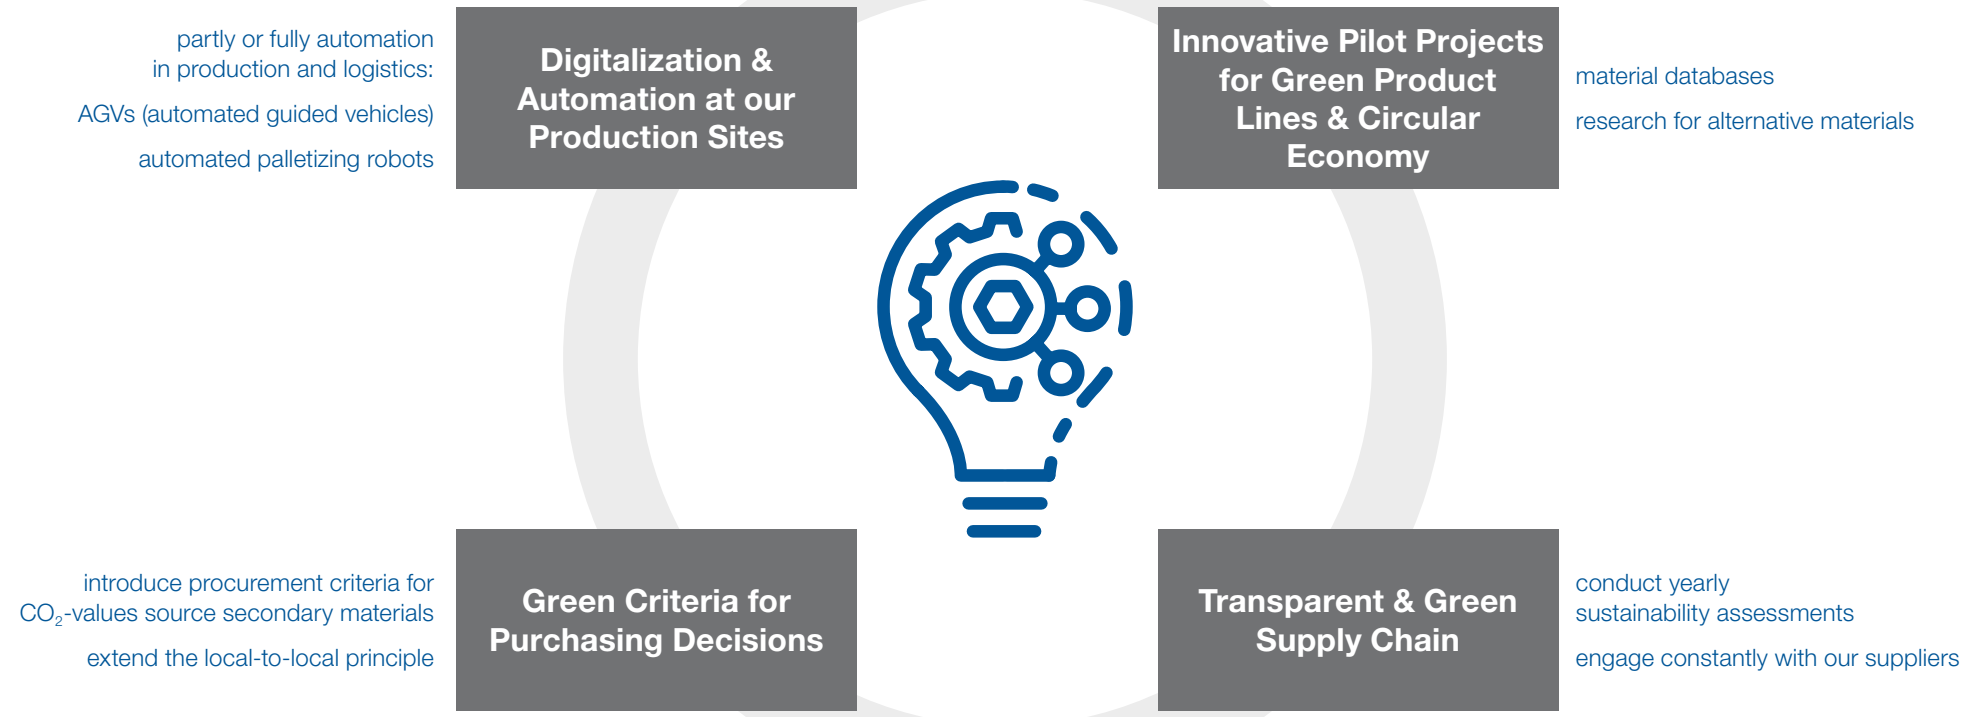 partly or fully automation
in production and logistics:
AGVs (automated guided vehicles)
automated palletizing robots
Digitalization &
Automation at our
Production Sites
Innovative Pilot Projects
for Green Product
Lines & Circular
Economy
material databases
research for alternative materials
introduce procurement criteria for
CO₂-values source secondary materials
extend the local-to-local principle
Green Criteria for
Purchasing Decisions
Transparent & Green
Supply Chain
conduct yearly
sustainability assessments
engage constantly with our suppliers